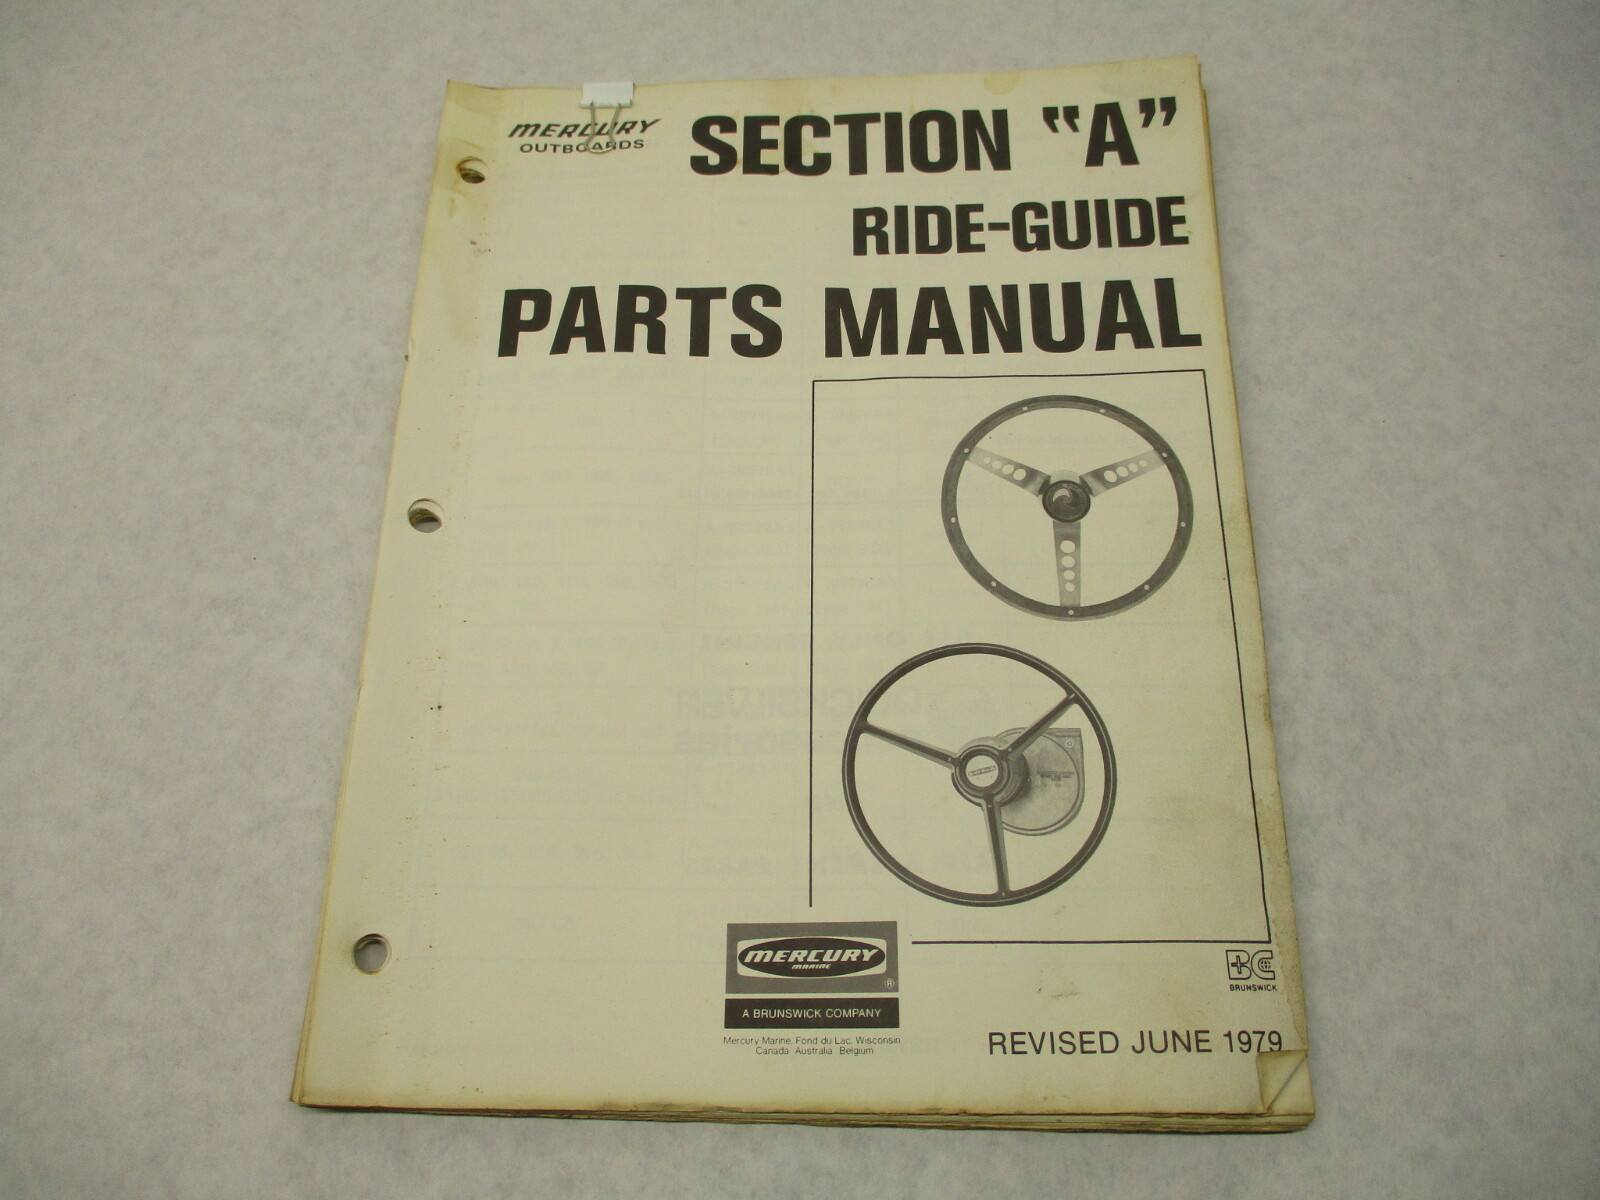 MERCURY
OUTBOARDS
SECTION "A"
RIDE-GUIDE
PARTS MANUAL
MERCURY
MARINE
®
A BRUNSWICK COMPANY
Mercury Marine, Fond du Lac, Wisconsin
Canada Australia Belgium
BC
BRUNSWICK
REVISED JUNE 1979